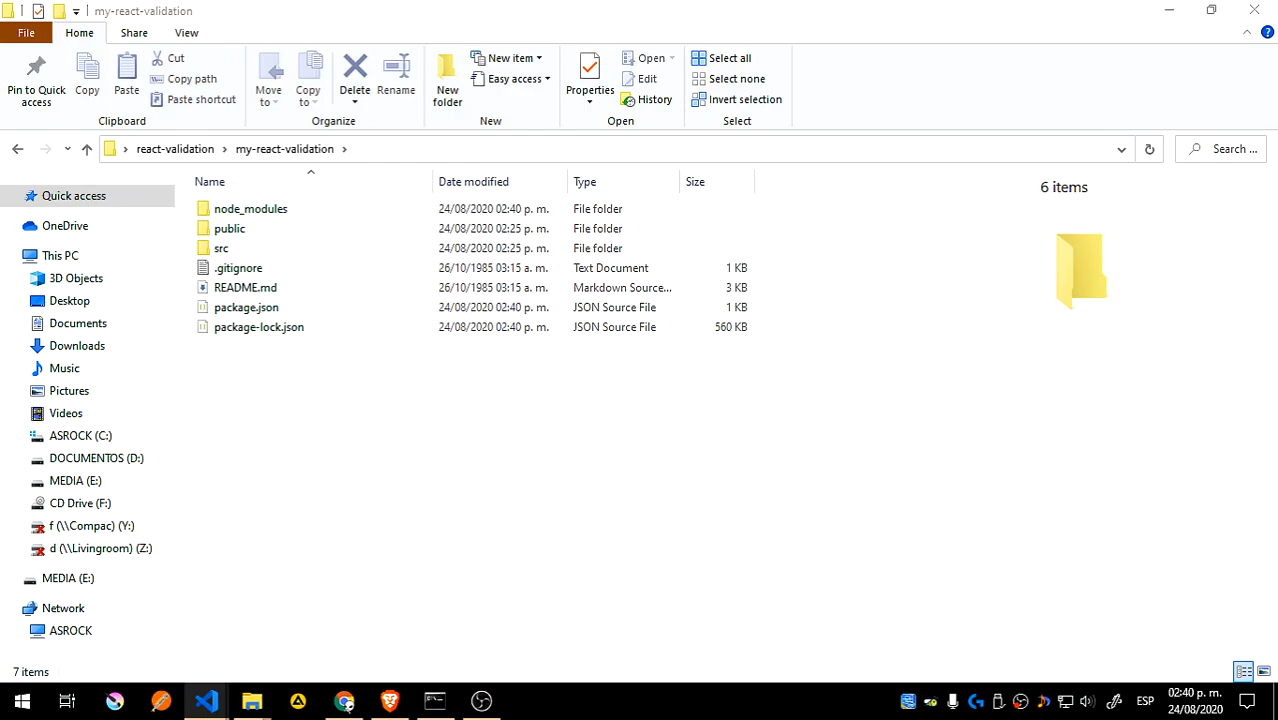 my-react-validation
File Home Share View
Pin to Quick access
Copy
Paste
Cut
Copy path
Paste shortcut
Clipboard
Move to
Copy to
Delete
Rename
Organize
New folder
New item
Easy access
New
Properties
Open
Edit
History
Open
Select all
Select none
Invert selection
Select
react-validation my-react-validation
Search ...
Name Date modified Type Size
node_modules 24/08/2020 02:40 p. m. File folder
public 24/08/2020 02:25 p. m. File folder
src 24/08/2020 02:25 p. m. File folder
.gitignore 26/10/1985 03:15 a. m. Text Document 1 KB
README.md 26/10/1985 03:15 a. m. Markdown Source... 3 KB
package.json 24/08/2020 02:40 p. m. JSON Source File 1 KB
package-lock.json 24/08/2020 02:40 p. m. JSON Source File 560 KB
6 items
Quick access
OneDrive
This PC
3D Objects
Desktop
Documents
Downloads
Music
Pictures
Videos
ASROCK (C:)
DOCUMENTOS (D:)
MEDIA (E:)
CD Drive (F:)
f (\\Compac) (Y:)
d (\\Livingroom) (Z:)
MEDIA (E:)
Network
ASROCK
7 items
ESP
02:40 p. m.
24/08/2020